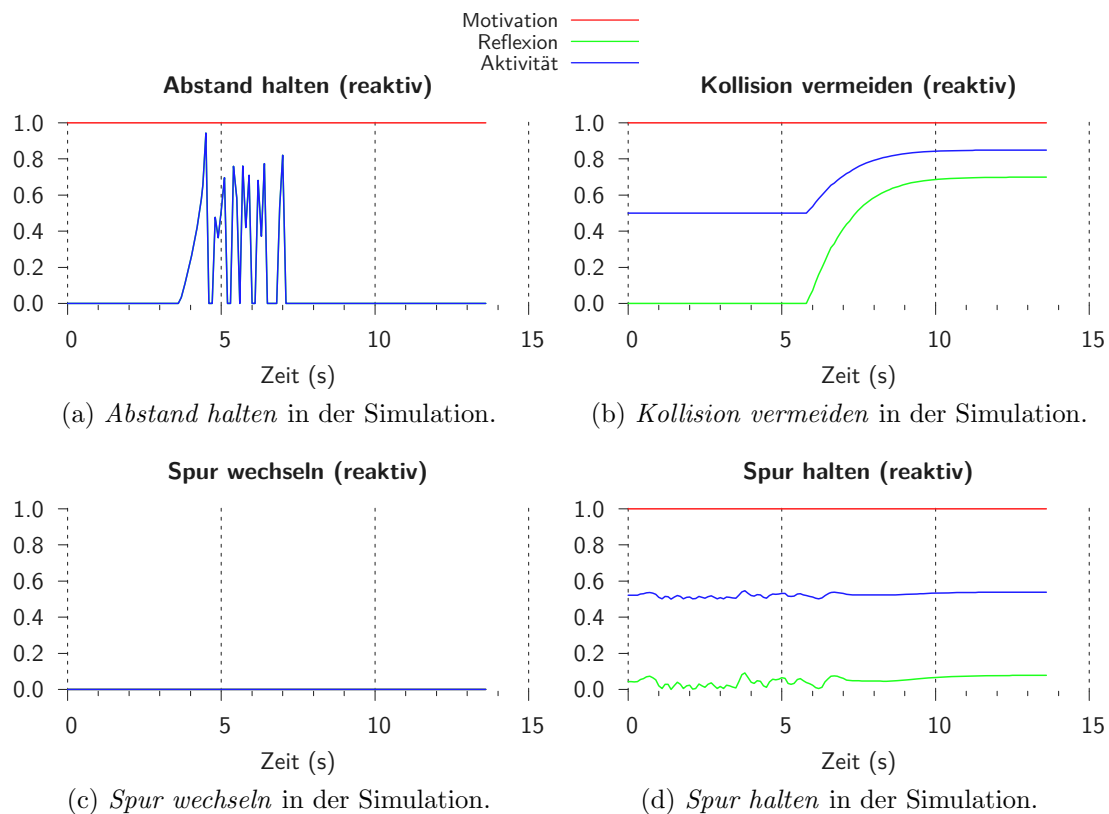 Motivation
Reflexion
Aktivität
Abstand halten (reaktiv)
1.0
0.8
0.6
0.4
0.2
0.0
0 5 10 15
Zeit (s)
(a) Abstand halten in der Simulation.
Kollision vermeiden (reaktiv)
1.0
0.8
0.6
0.4
0.2
0.0
0 5 10 15
Zeit (s)
(b) Kollision vermeiden in der Simulation.
Spur wechseln (reaktiv)
1.0
0.8
0.6
0.4
0.2
0.0
0 5 10 15
Zeit (s)
(c) Spur wechseln in der Simulation.
Spur halten (reaktiv)
1.0
0.8
0.6
0.4
0.2
0.0
0 5 10 15
Zeit (s)
(d) Spur halten in der Simulation.